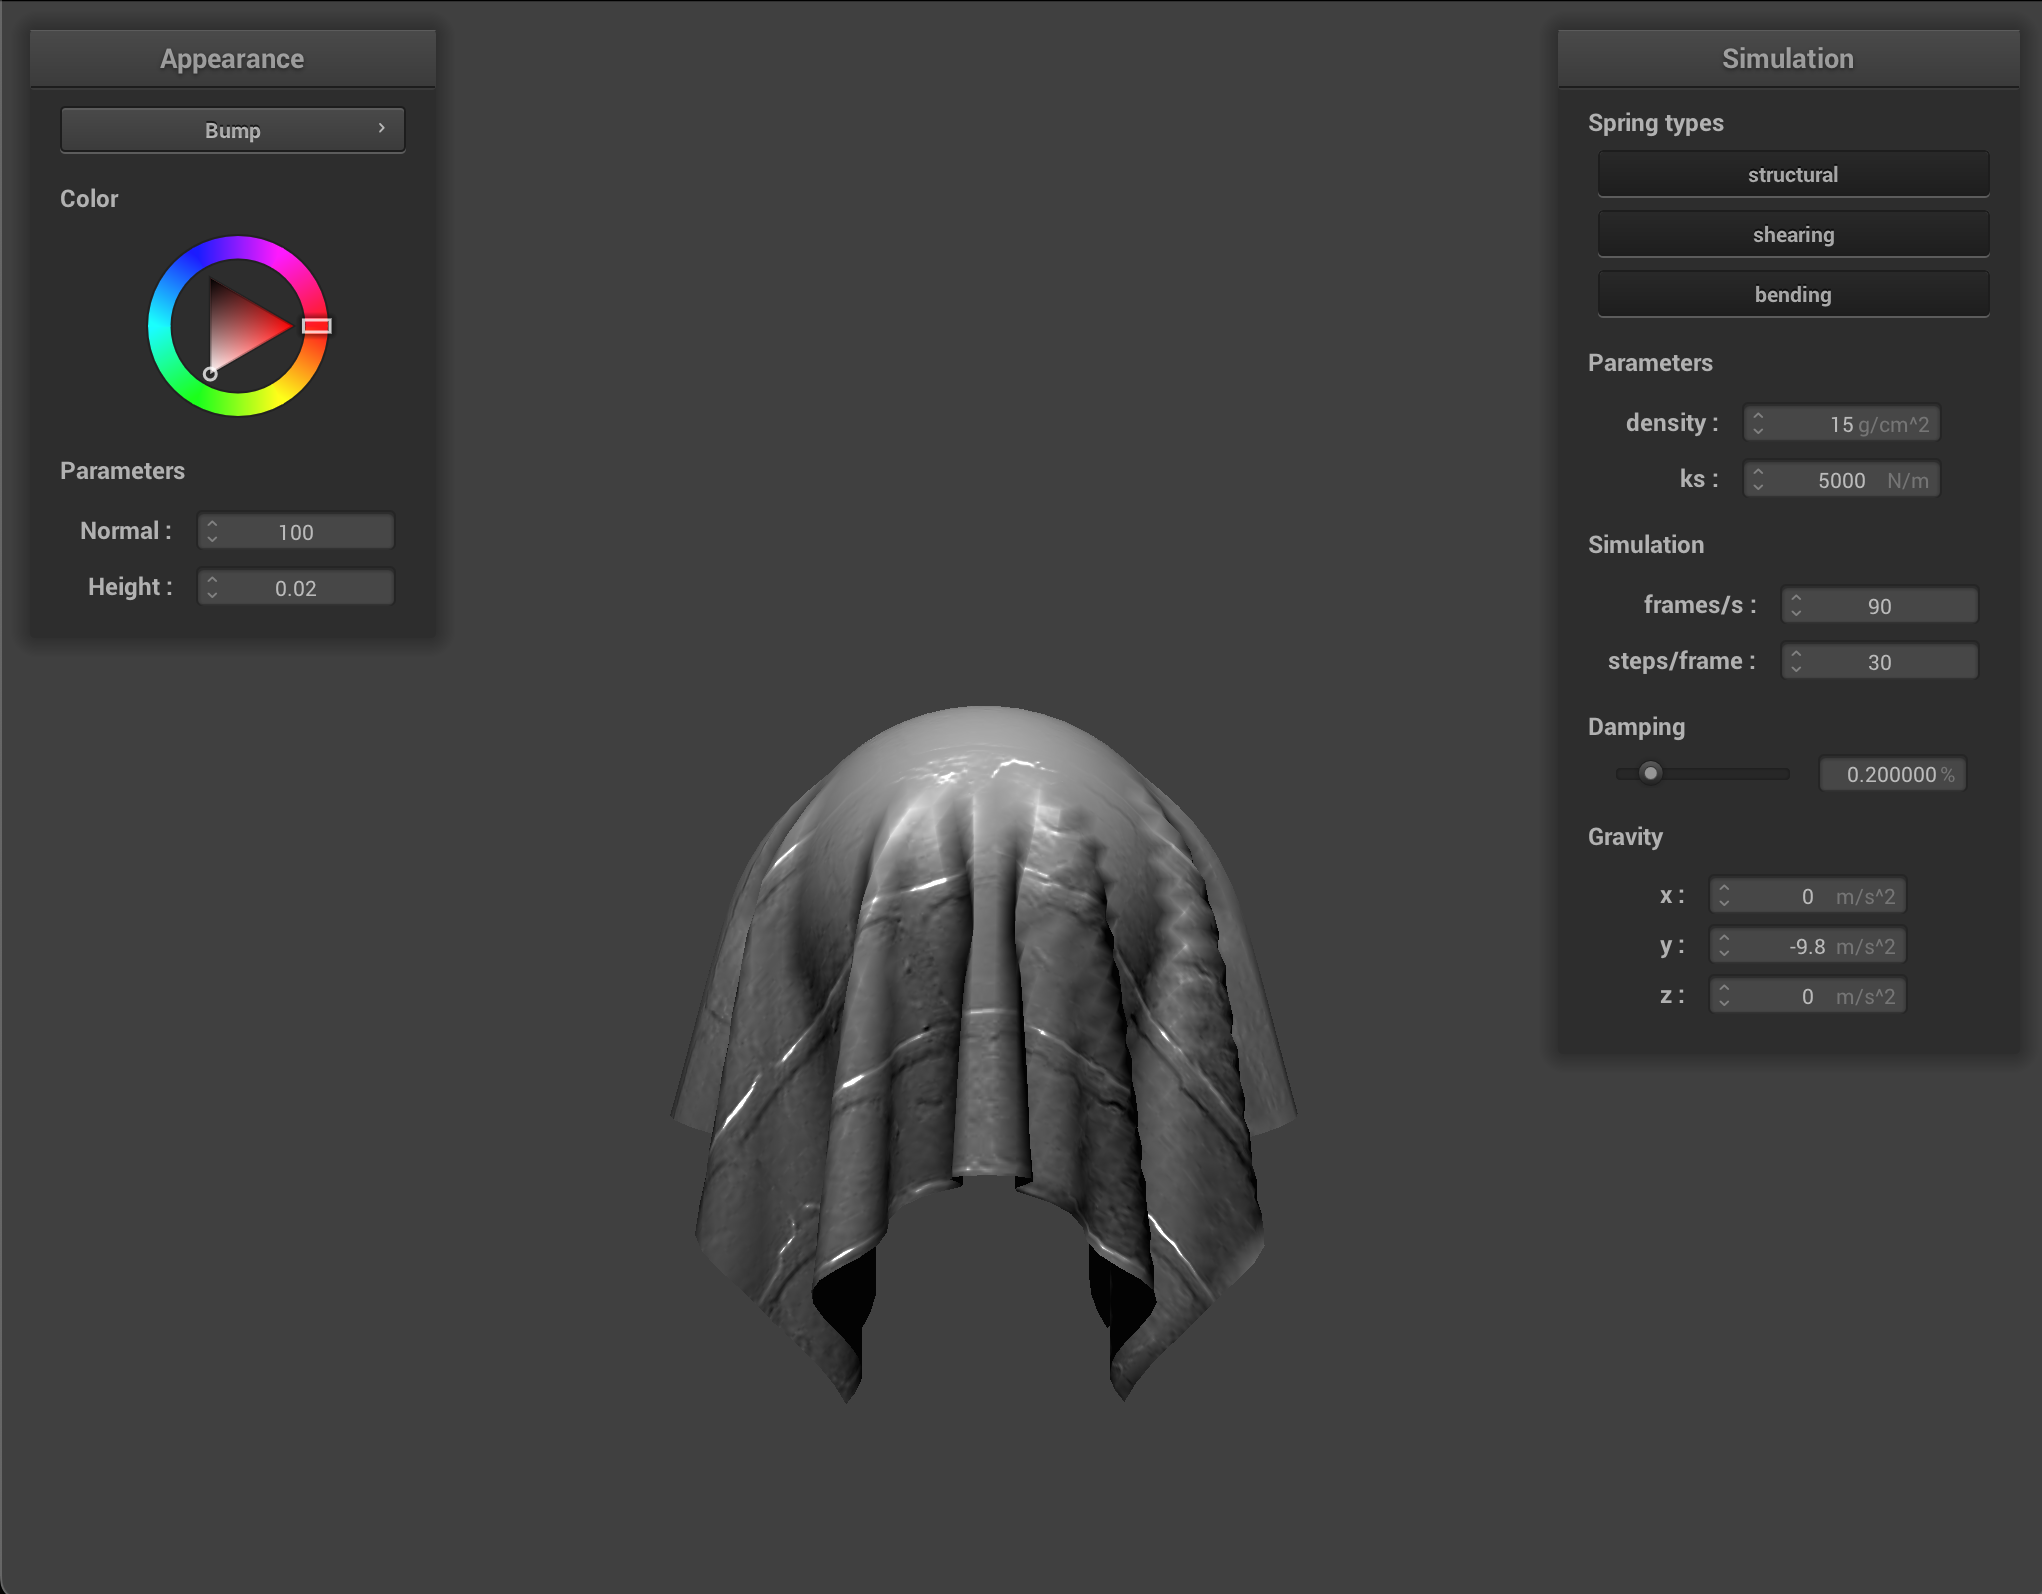 Appearance
Bump
Color
Parameters
Normal : 100
Height : 0.02
Simulation
Spring types
structural
shearing
bending
Parameters
density : 15 g/cm^2
ks : 5000 N/m
Simulation
frames/s : 90
steps/frame : 30
Damping
0.200000 %
Gravity
x : 0 m/s^2
y : -9.8 m/s^2
z : 0 m/s^2